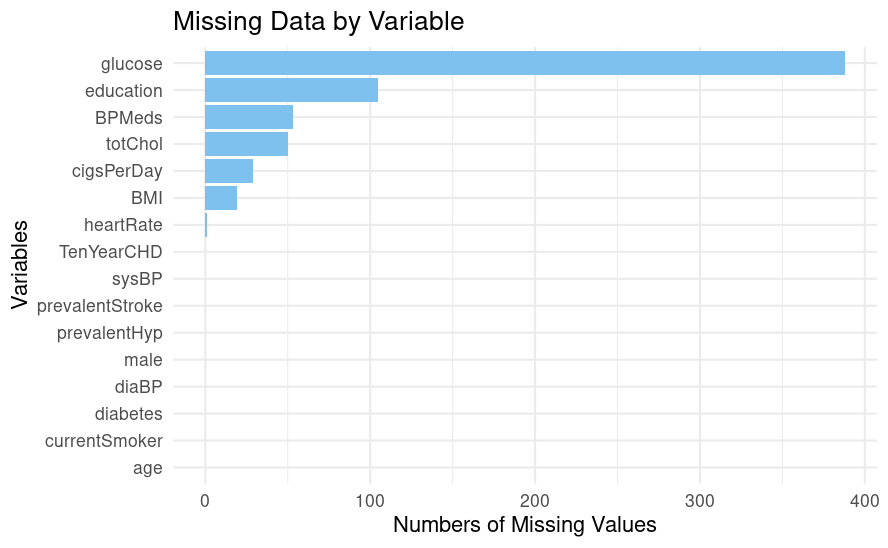 Missing Data by Variable
glucose
education
BPMeds
totChol
cigsPerDay
BMI
heartRate
TenYearCHD
sysBP
prevalentStroke
prevalentHyp
male
diaBP
diabetes
currentSmoker
age
Variables
0 100 200 300 400
Numbers of Missing Values